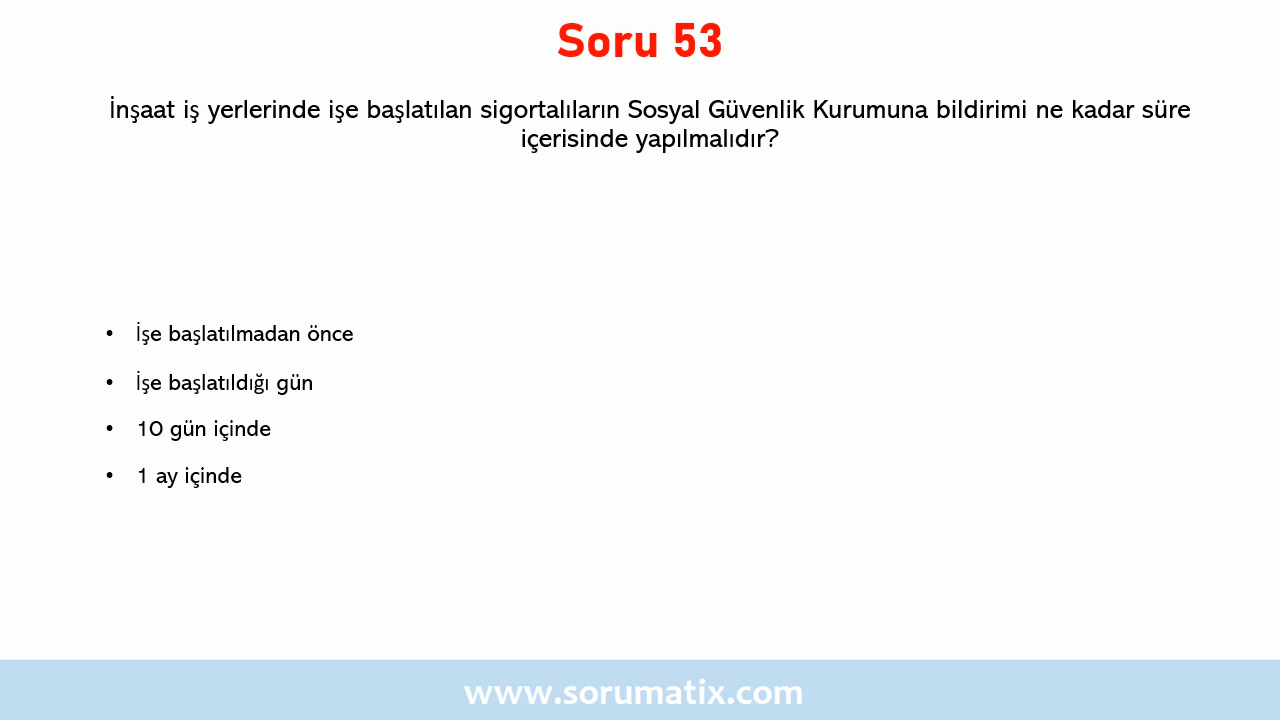 Soru 53
İnşaat iş yerlerinde işe başlatılan sigortalıların Sosyal Güvenlik Kurumuna bildirimi ne kadar süre
içerisinde yapılmalıdır?
• İşe başlatılmadan önce
• İşe başlatıldığı gün
• 10 gün içinde
• 1 ay içinde
www.sorumatix.com